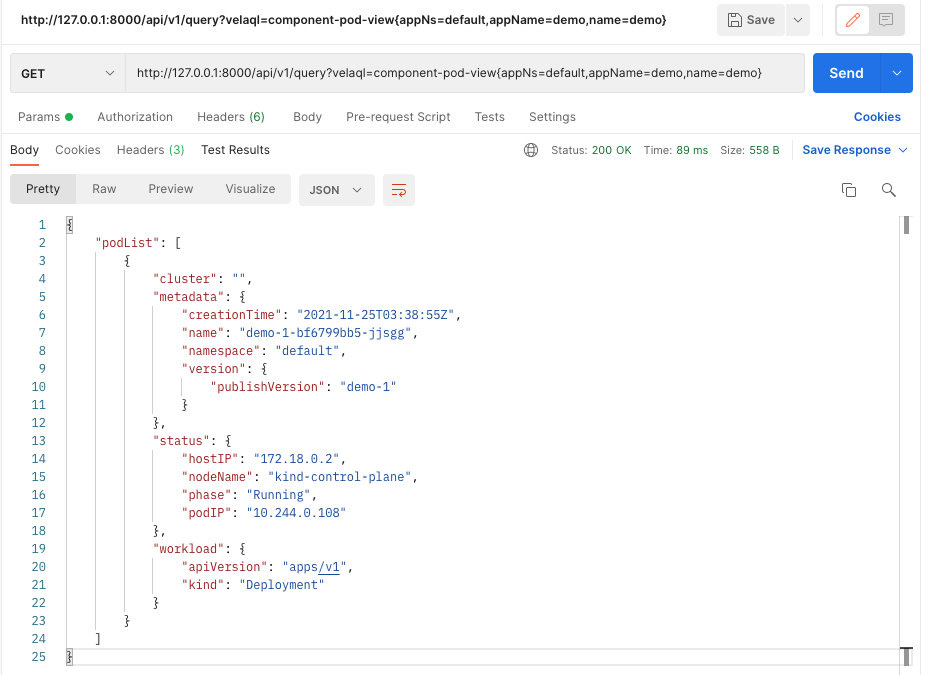 http://127.0.0.1:8000/api/v1/query?velaql=component-pod-view{appNs=default,appName=demo,name=demo} Save
GET http://127.0.0.1:8000/api/v1/query?velaql=component-pod-view{appNs=default,appName=demo,name=demo} Send
Params Authorization Headers (6) Body Pre-request Script Tests Settings Cookies
Body Cookies Headers (3) Test Results Status: 200 OK Time: 89 ms Size: 558 B Save Response
Pretty Raw Preview Visualize JSON
1 {
2 "podList": [
3 {
4 "cluster": "",
5 "metadata": {
6 "creationTime": "2021-11-25T03:38:55Z",
7 "name": "demo-1-bf6799bb5-jjsgg",
8 "namespace": "default",
9 "version": {
10 "publishVersion": "demo-1"
11 }
12 },
13 "status": {
14 "hostIP": "172.18.0.2",
15 "nodeName": "kind-control-plane",
16 "phase": "Running",
17 "podIP": "10.244.0.108"
18 },
19 "workload": {
20 "apiVersion": "apps/v1",
21 "kind": "Deployment"
22 }
23 }
24 ]
25 }